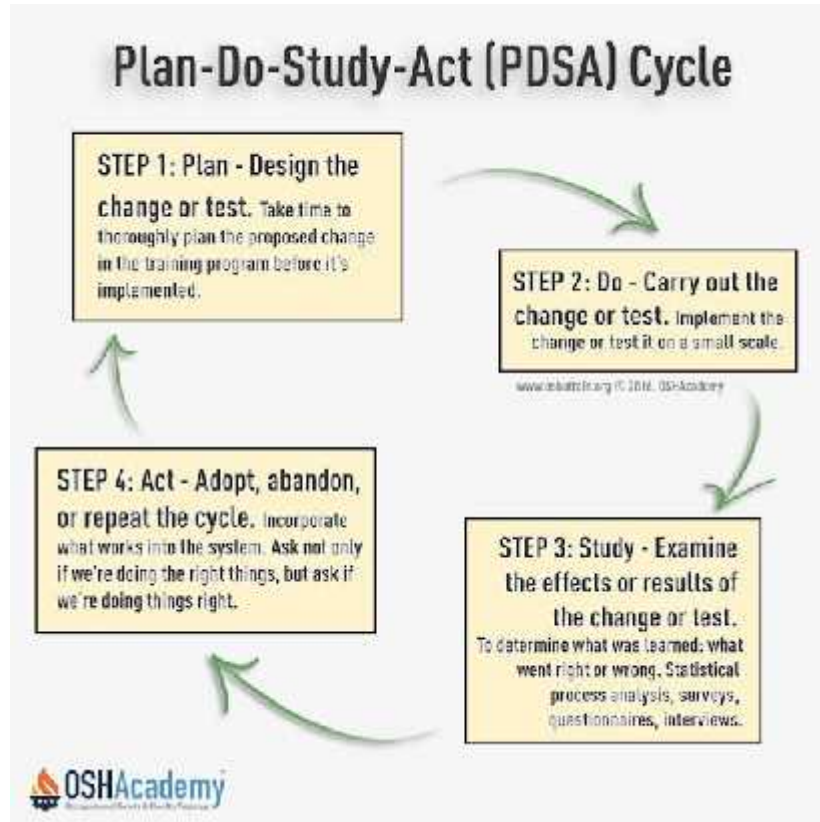 Plan-Do-Study-Act (PDSA) Cycle
STEP 1: Plan - Design the
change or test. Take time to
thoroughly plan the proposed change
in the training program before it's
implemented.
STEP 2: Do - Carry out the
change or test. Implement the
change or test it on a small scale
OSHAcademy
STEP 3: Study - Examine
the effects or results of
the change or test.
To determine what was learned: what
went right or wrong. Statistical
process analysis, surveys,
questionnaires, interviews.
STEP 4: Act - Adopt, abandon,
or repeat the cycle. Incorporate
what works into the system. Ask not only
if we're doing the right things, but ask if
we're doing things right.
OSHAcademy